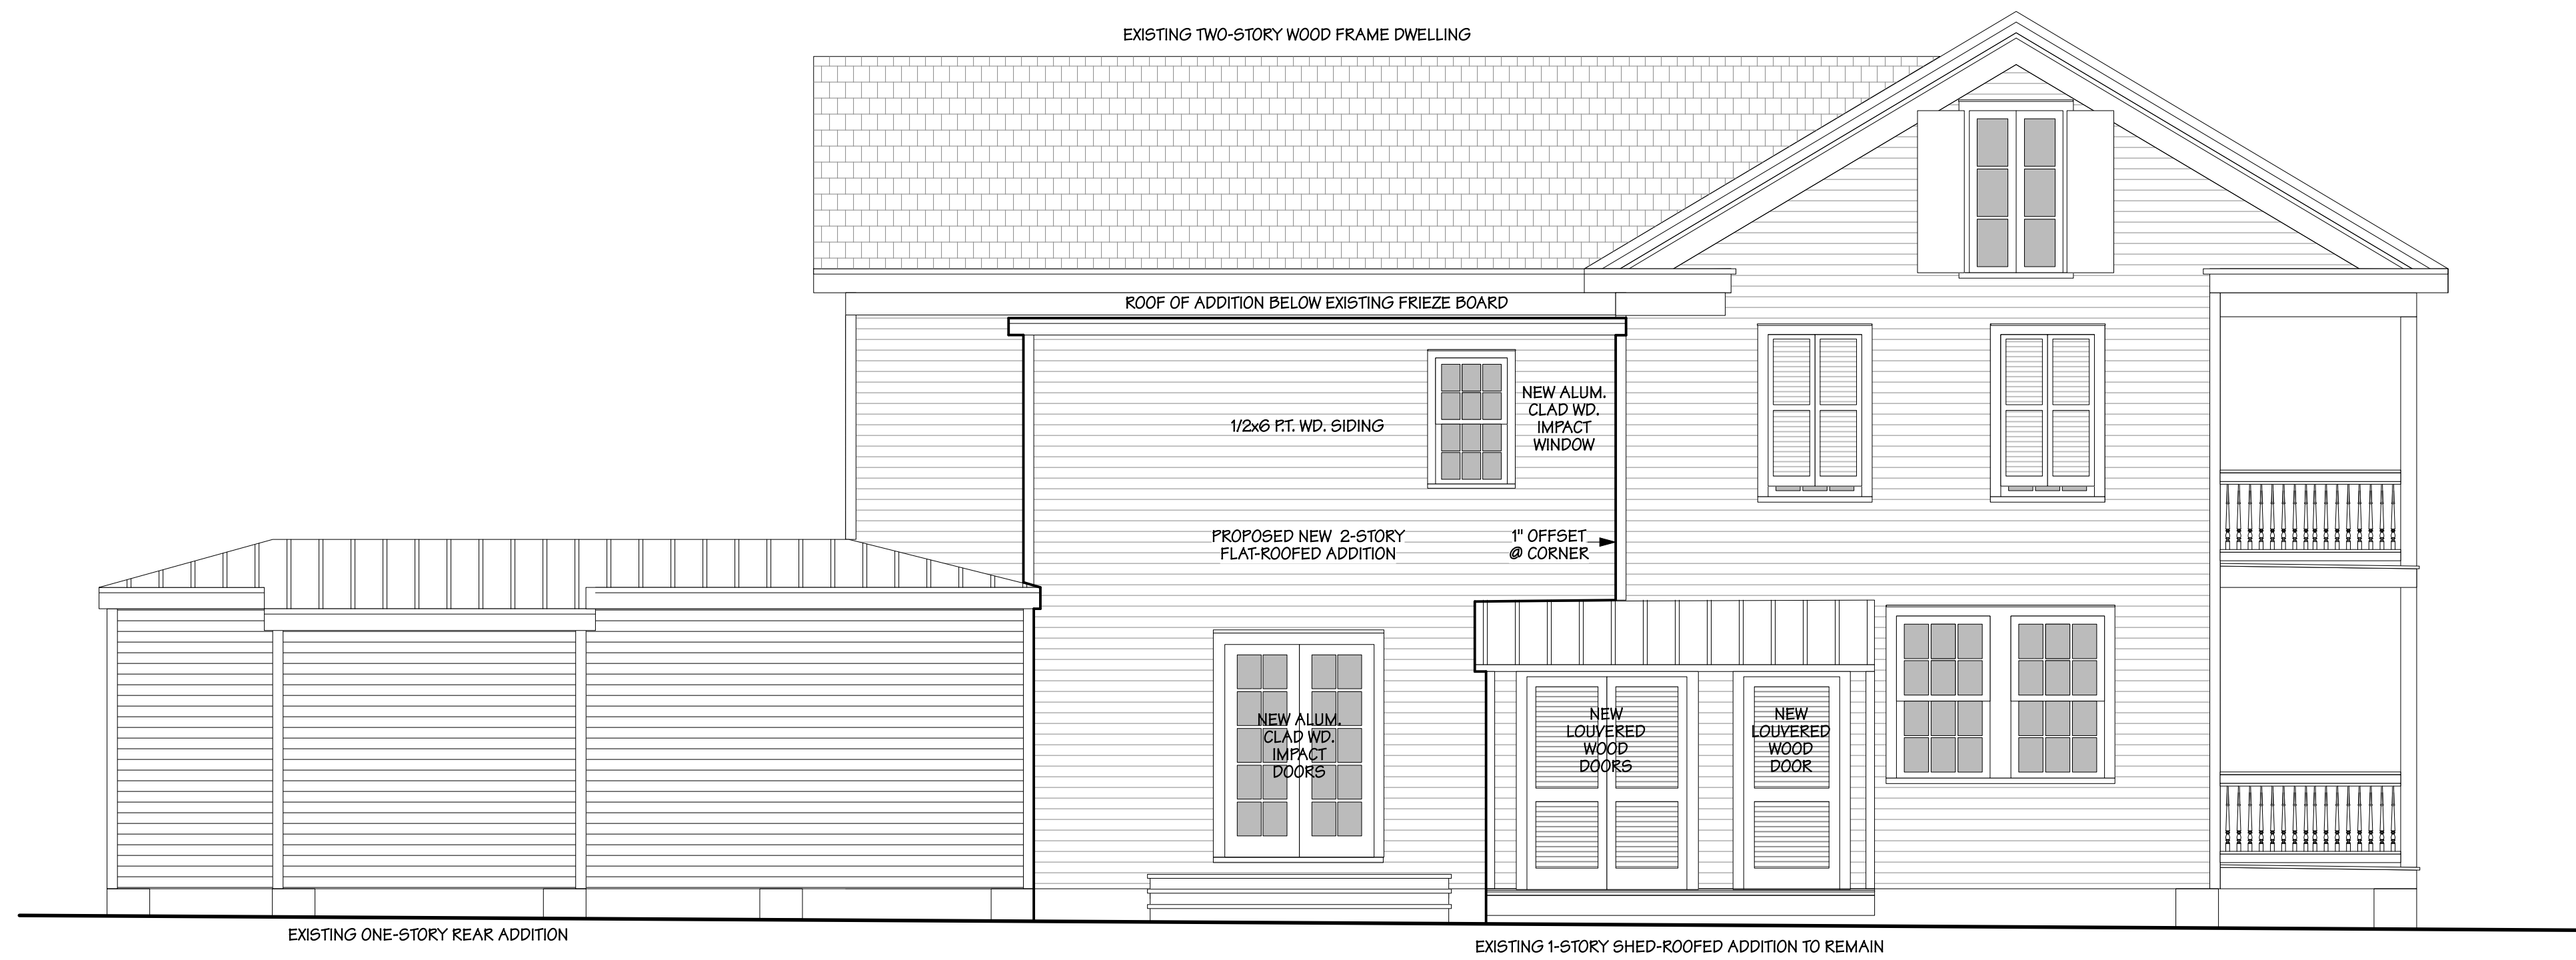 EXISTING TWO-STORY WOOD FRAME DWELLING
ROOF OF ADDITION BELOW EXISTING FRIEZE BOARD
1/2x6 P.T. WD. SIDING
NEW ALUM.
CLAD WD.
IMPACT
WINDOW
PROPOSED NEW 2-STORY
FLAT-ROOFED ADDITION
1" OFFSET
@ CORNER
NEW ALUM.
CLAD WD.
IMPACT
DOORS
NEW
LOUVERED
WOOD
DOORS
NEW
LOUVERED
WOOD
DOOR
EXISTING ONE-STORY REAR ADDITION
EXISTING 1-STORY SHED-ROOFED ADDITION TO REMAIN